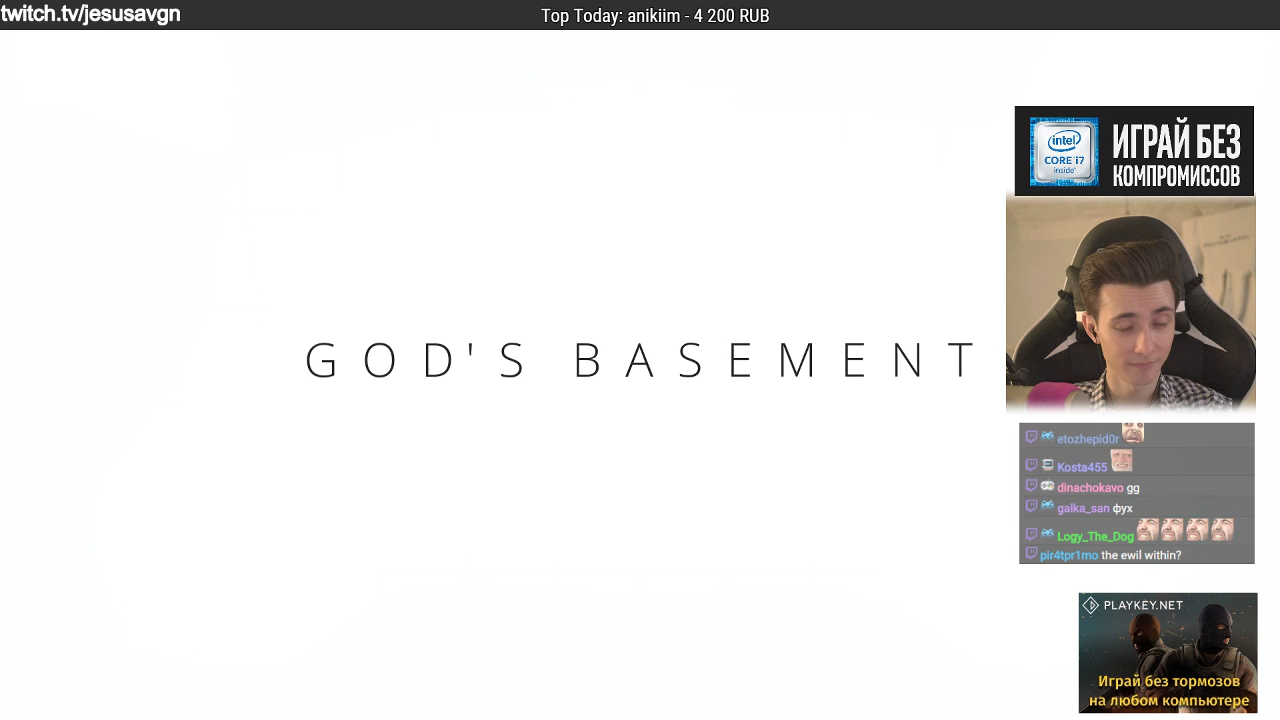 twitch.tv/jesusavgn
Top Today: anikiim - 4 200 RUB
GOD'S BASEMENT
intel
CORE i7
inside
ИГРАЙ БЕЗ
КОМПРОМИССОВ
etozhepid0r
Kosta455
dinachokavo gg
galka_san фух
Logy_The_Dog
pir4tpr1mo the ewil within?
PLAYKEY.NET
Играй без тормозов
на любом компьютере